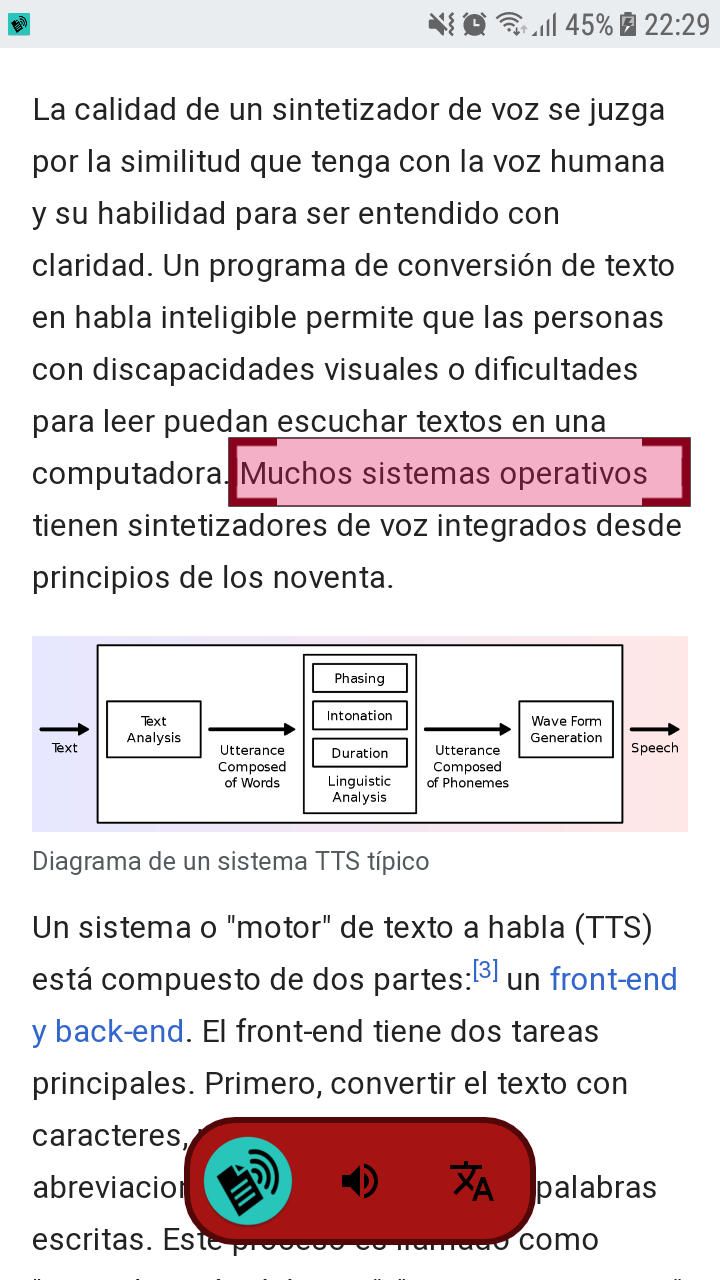 45% 22:29
La calidad de un sintetizador de voz se juzga
por la similitud que tenga con la voz humana
y su habilidad para ser entendido con
claridad. Un programa de conversión de texto
en habla inteligible permite que las personas
con discapacidades visuales o dificultades
para leer puedan escuchar textos en una
computadora. Muchos sistemas operativos
tienen sintetizadores de voz integrados desde
principios de los noventa.
Text
Text
Analysis
Utterance
Composed
of Words
Phasing
Intonation
Duration
Linguistic
Analysis
Utterance
Composed
of Phonemes
Wave Form
Generation
Speech
Diagrama de un sistema TTS típico
Un sistema o "motor" de texto a habla (TTS)
está compuesto de dos partes:[3] un front-end
y back-end. El front-end tiene dos tareas
principales. Primero, convertir el texto con
caracteres,
palabras
escritas. Este proceso es llamado como